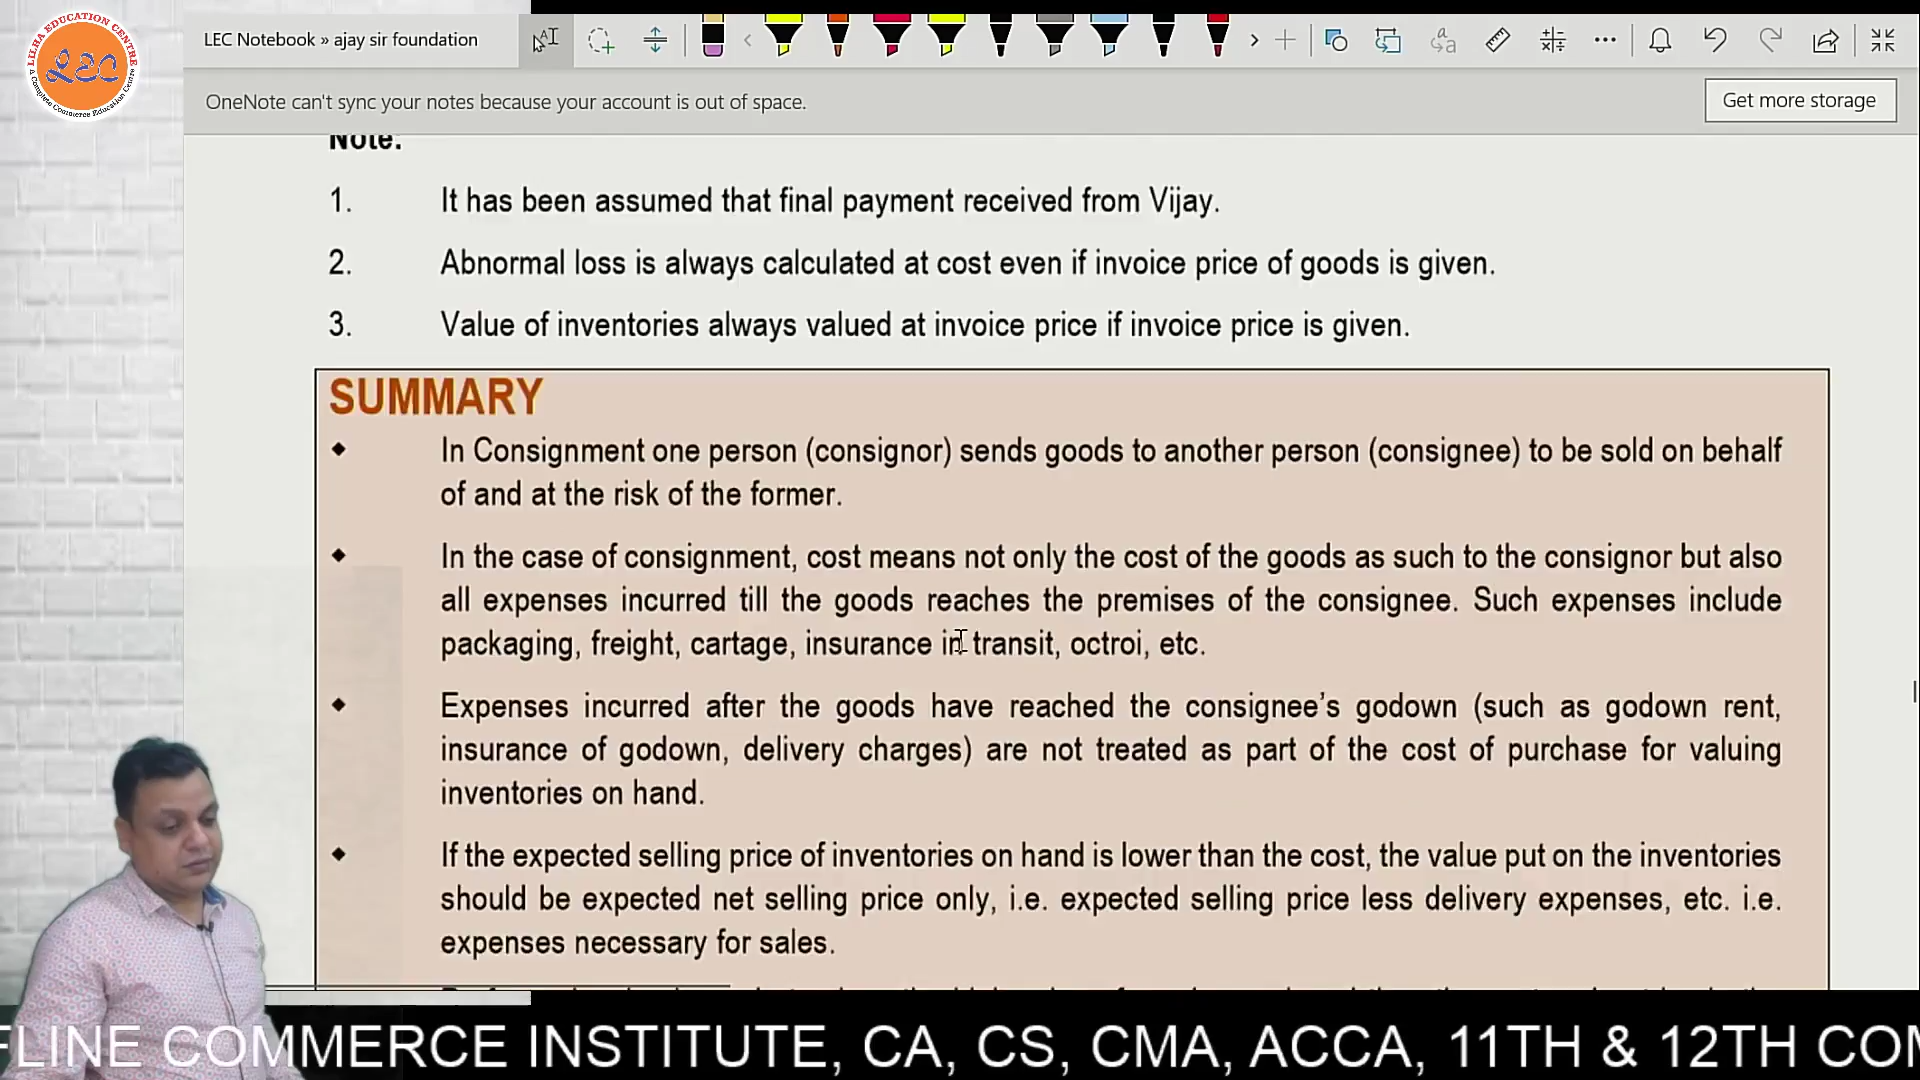 LILHA EDUCATION CENTRE
LEC
A Complete Commerce Education Centre
LEC Notebook » ajay sir foundation
OneNote can't sync your notes because your account is out of space.
Get more storage
Note:
1. It has been assumed that final payment received from Vijay.
2. Abnormal loss is always calculated at cost even if invoice price of goods is given.
3. Value of inventories always valued at invoice price if invoice price is given.
SUMMARY
In Consignment one person (consignor) sends goods to another person (consignee) to be sold on behalf
of and at the risk of the former.
In the case of consignment, cost means not only the cost of the goods as such to the consignor but also
all expenses incurred till the goods reaches the premises of the consignee. Such expenses include
packaging, freight, cartage, insurance in transit, octroi, etc.
Expenses incurred after the goods have reached the consignee’s godown (such as godown rent,
insurance of godown, delivery charges) are not treated as part of the cost of purchase for valuing
inventories on hand.
If the expected selling price of inventories on hand is lower than the cost, the value put on the inventories
should be expected net selling price only, i.e. expected selling price less delivery expenses, etc. i.e.
expenses necessary for sales.
FLINE COMMERCE INSTITUTE, CA, CS, CMA, ACCA, 11TH & 12TH COM